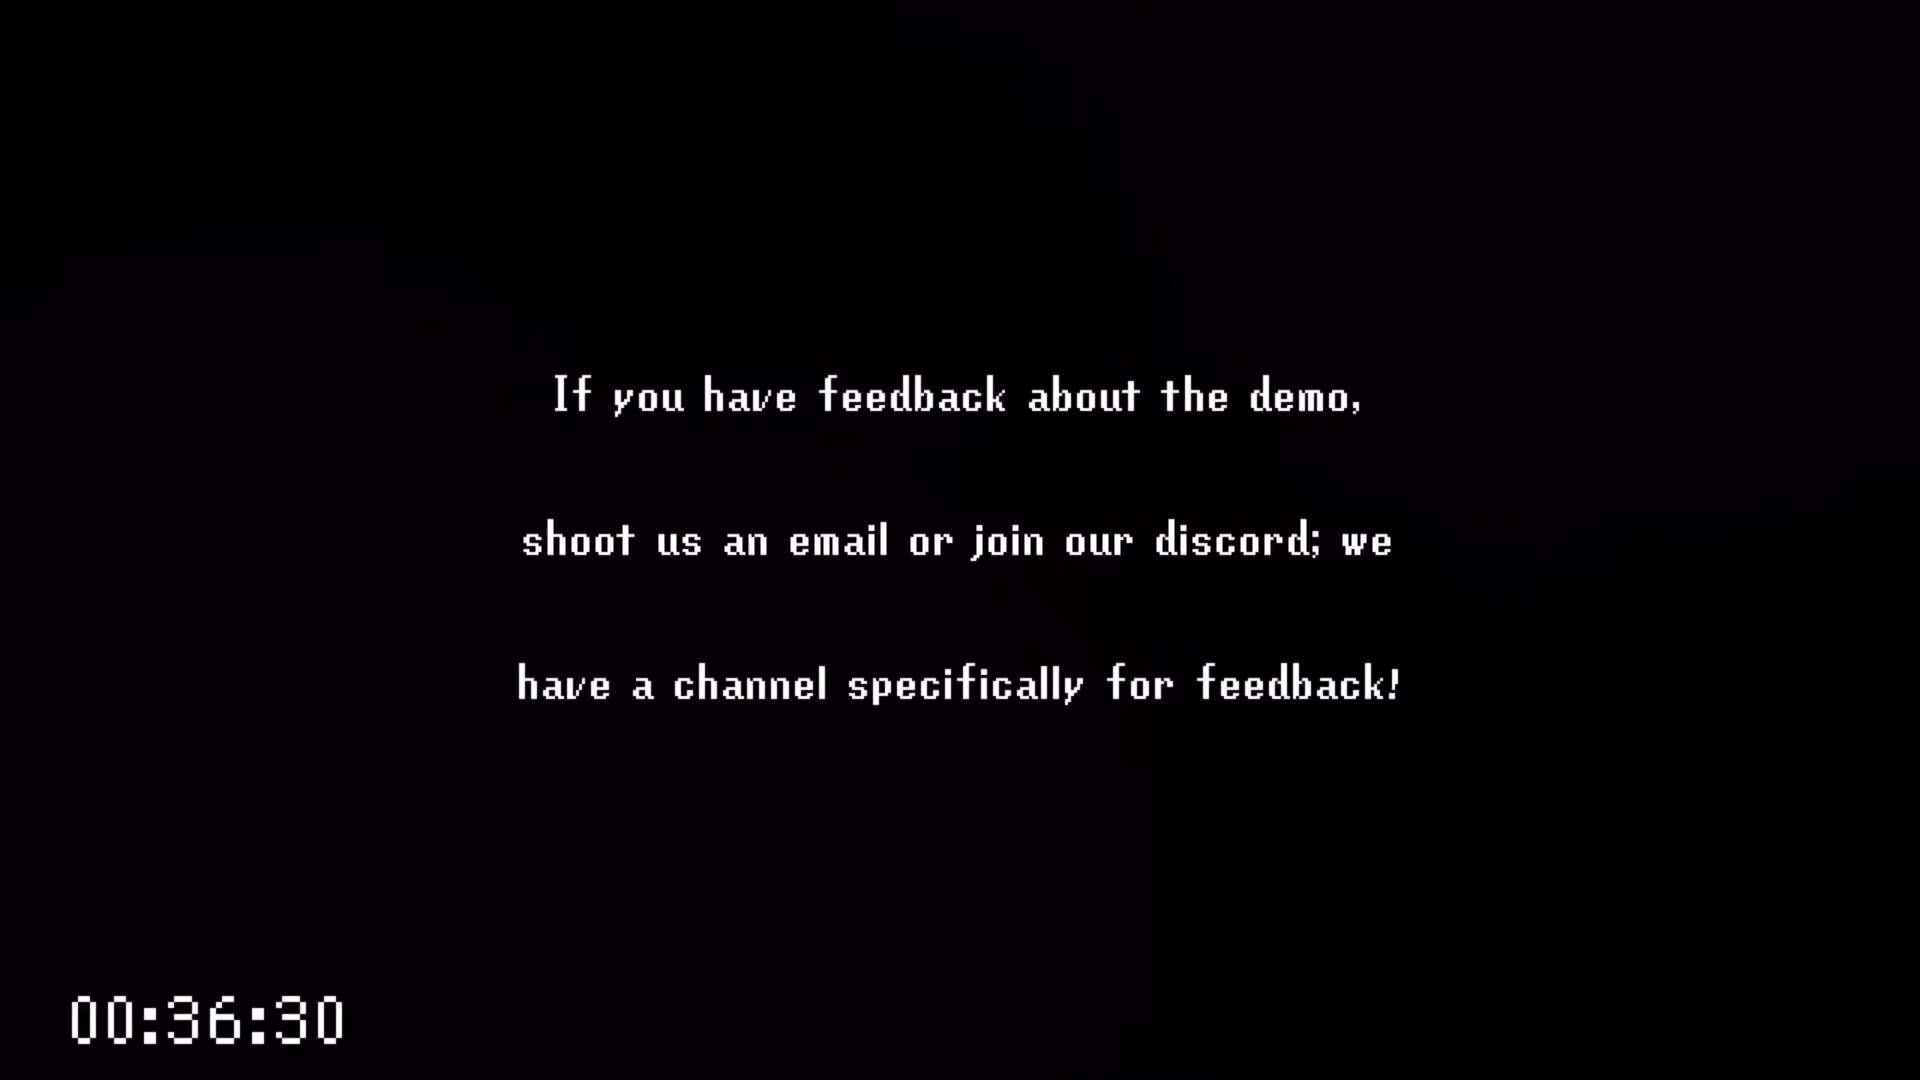 If you have feedback about the demo,
shoot us an email or join our discord; we
have a channel specifically for feedback!
00:36:30